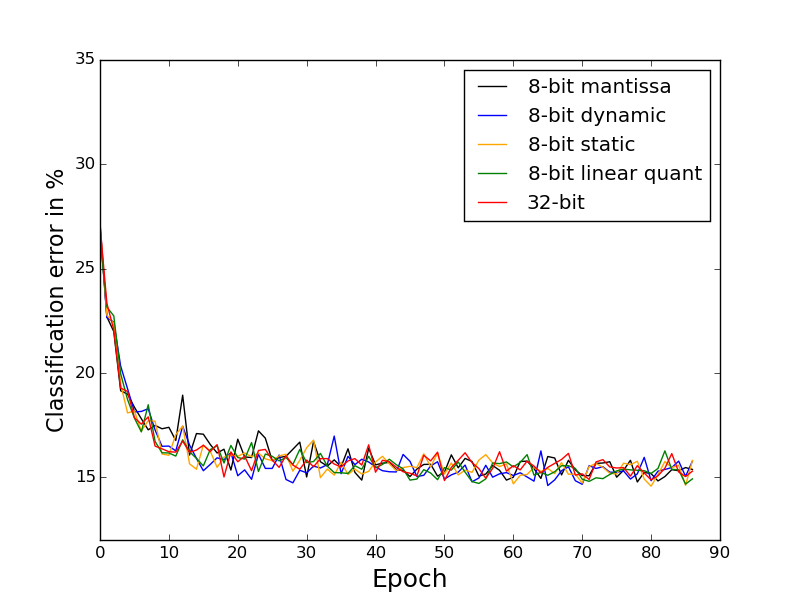 35
30
25
20
15
0 10 20 30 40 50 60 70 80 90
Classification error in %
Epoch
8-bit mantissa
8-bit dynamic
8-bit static
8-bit linear quant
32-bit